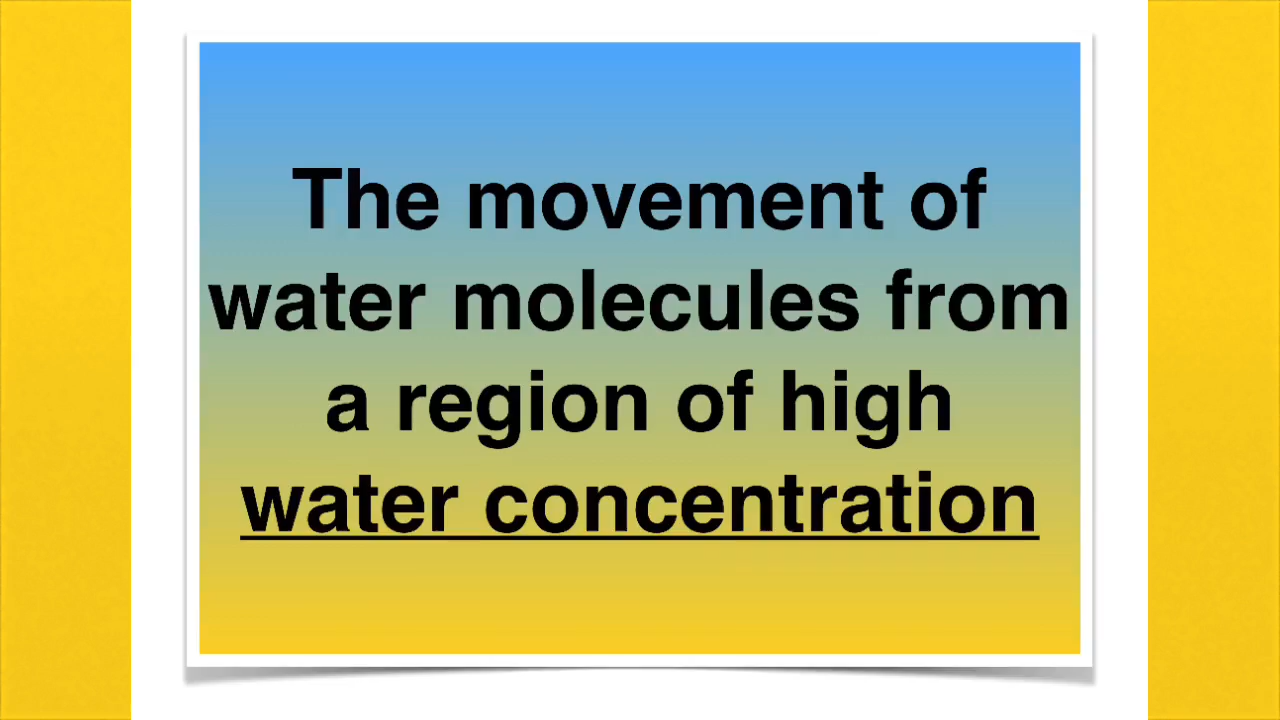 The movement of
water molecules from
a region of high
water concentration